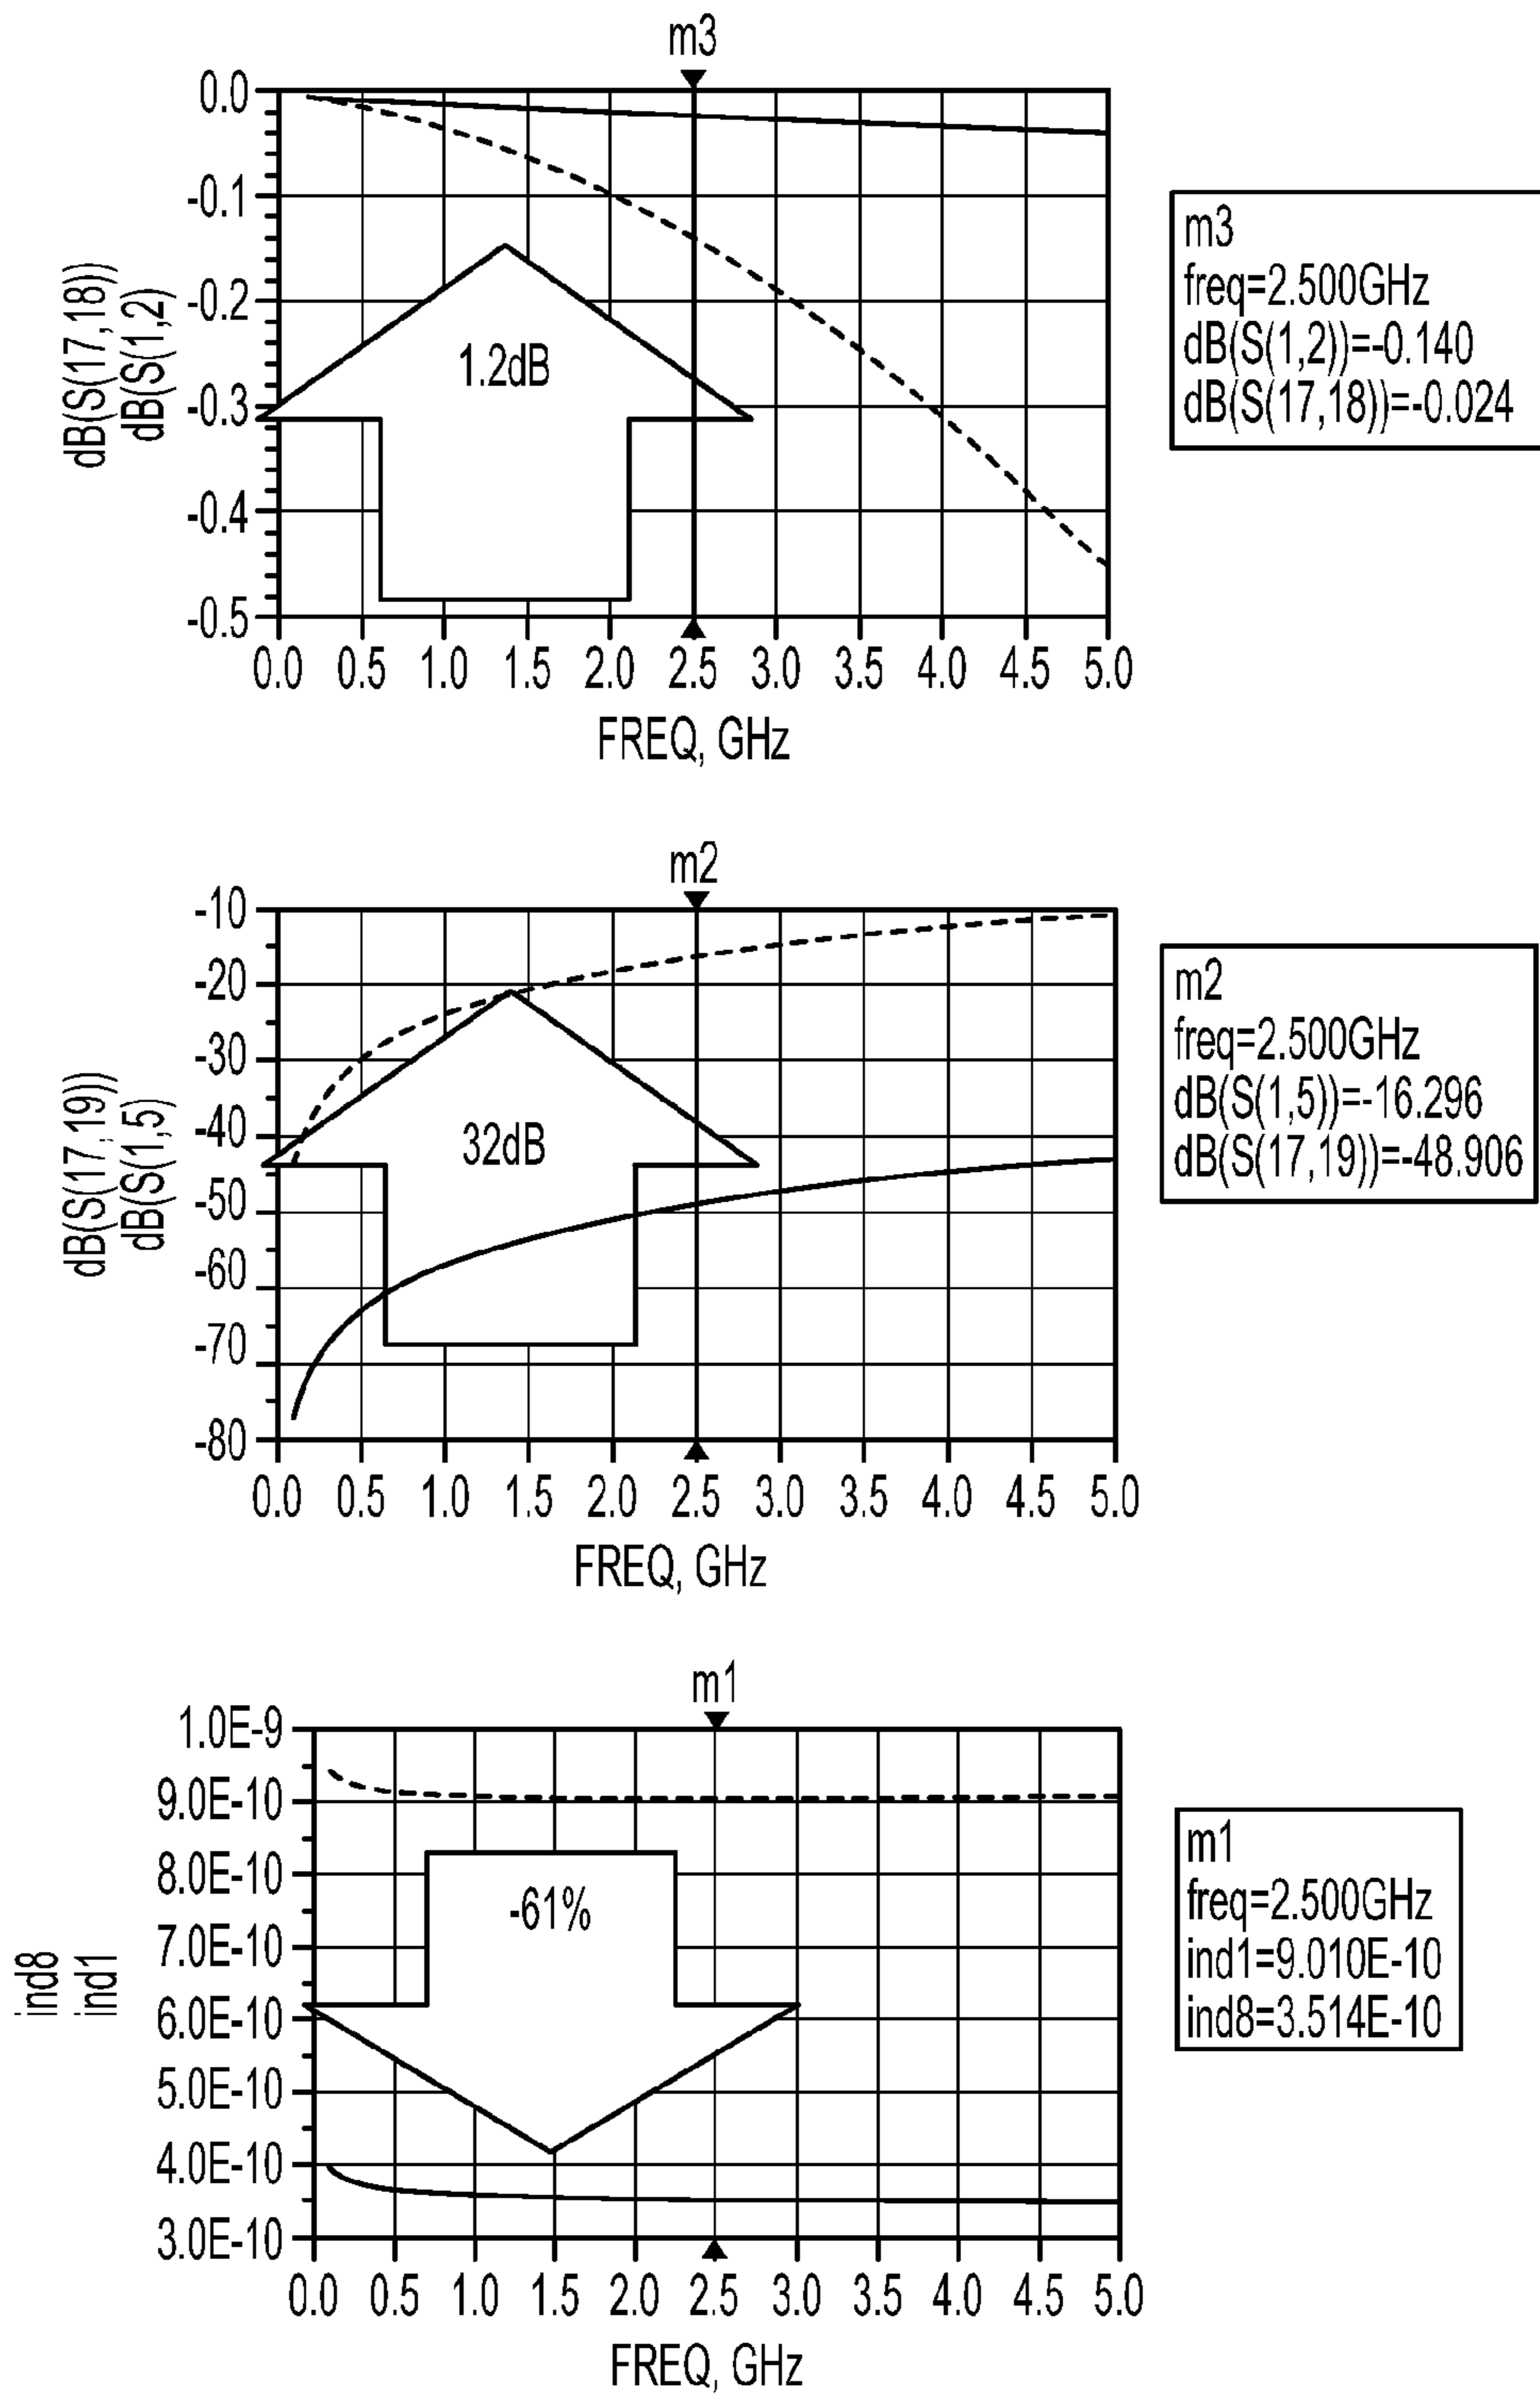 m3
0.0
-0.1
-0.2
-0.3
-0.4
-0.5
dB(S(17,18))
dB(S(1,2)
1.2dB
0.0 0.5 1.0 1.5 2.0 2.5 3.0 3.5 4.0 4.5 5.0
FREQ, GHz
m3
freq=2.500GHz
dB(S(1,2))=-0.140
dB(S(17,18))=-0.024
m2
-10
-20
-30
-40
-50
-60
-70
-80
dB(S(17,19))
dB(S(1,5)
32dB
0.0 0.5 1.0 1.5 2.0 2.5 3.0 3.5 4.0 4.5 5.0
FREQ, GHz
m2
freq=2.500GHz
dB(S(1,5))=-16.296
dB(S(17,19))=-48.906
m1
1.0E-9
9.0E-10
8.0E-10
7.0E-10
6.0E-10
5.0E-10
4.0E-10
3.0E-10
ind8
ind1
-61%
0.0 0.5 1.0 1.5 2.0 2.5 3.0 3.5 4.0 4.5 5.0
FREQ, GHz
m1
freq=2.500GHz
ind1=9.010E-10
ind8=3.514E-10